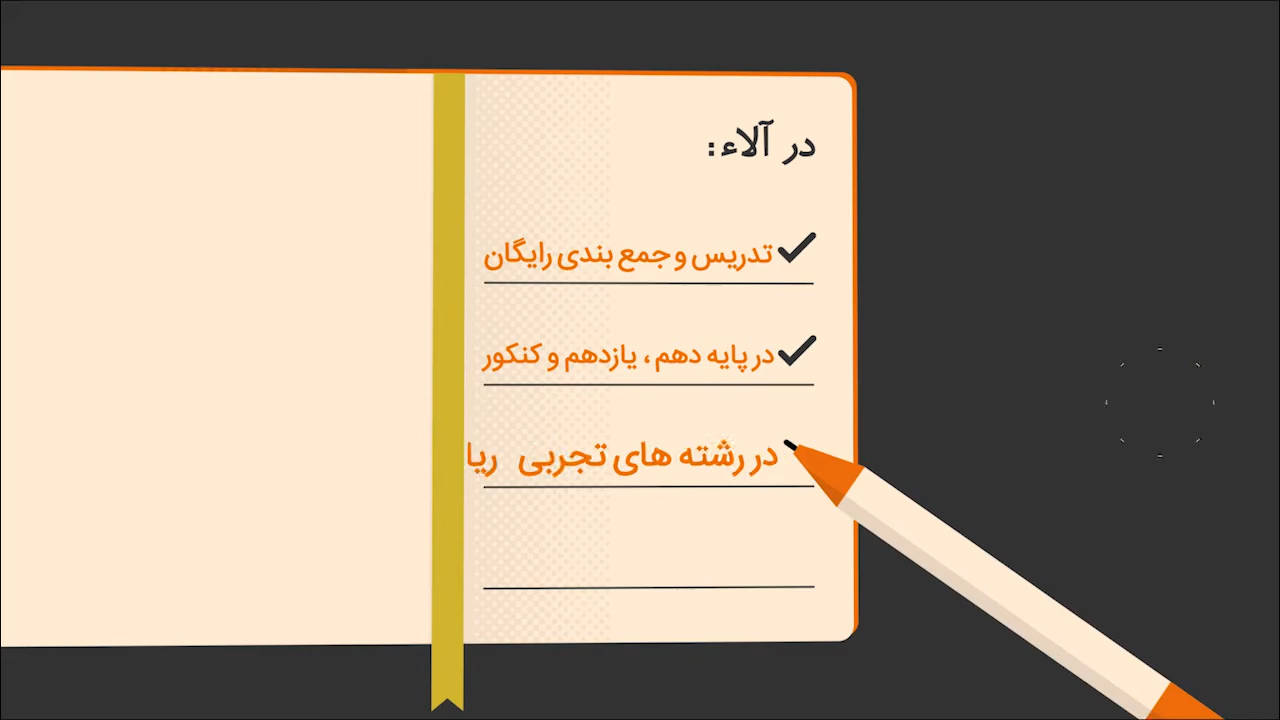 در آلاء:
تدریس و جمع بندی رایگان
در پایه دهم ، یازدهم و کنکور
در رشته های تجربی ریا